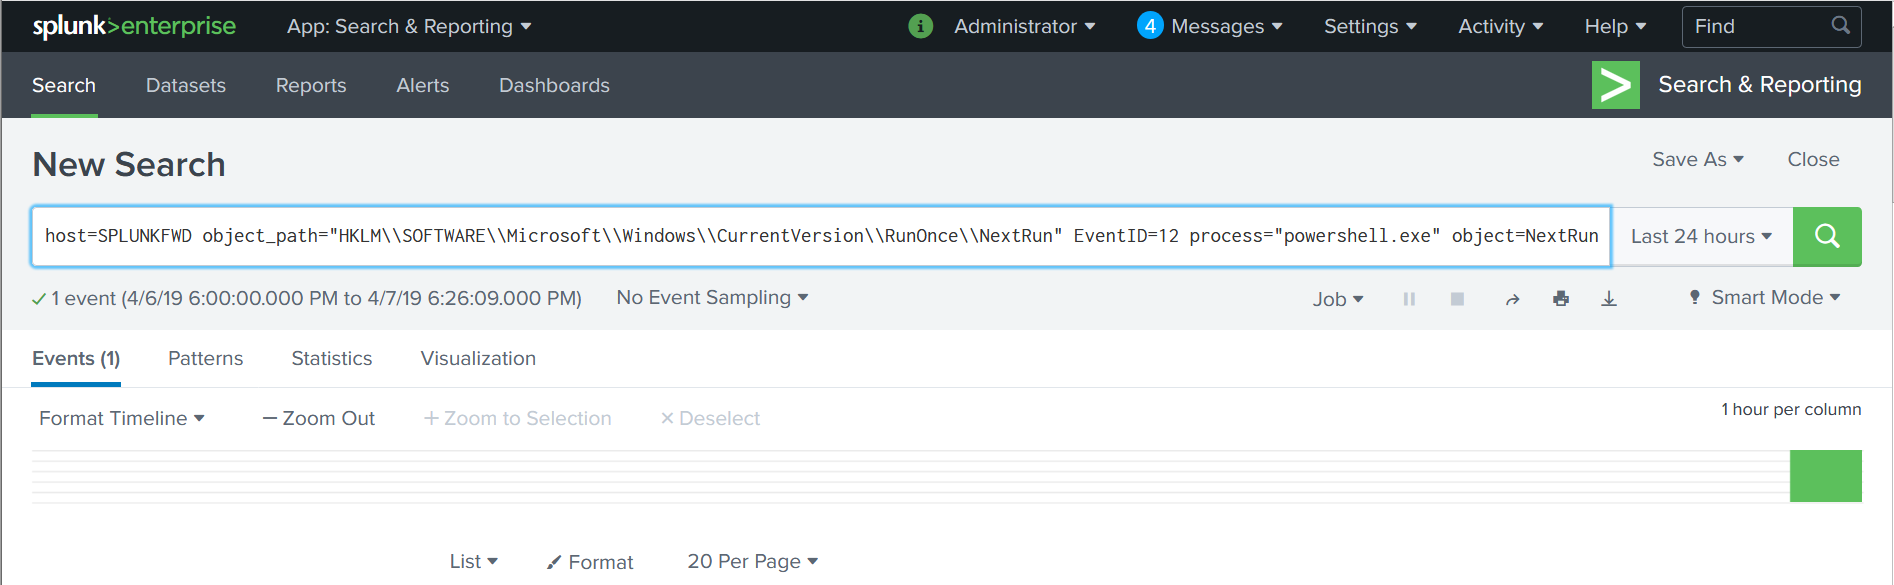 splunk>enterprise App: Search & Reporting i Administrator 4 Messages Settings Activity Help Find
Search Datasets Reports Alerts Dashboards > Search & Reporting
New Search Save As Close
host=SPLUNKFWD object_path="HKLM\\SOFTWARE\\Microsoft\\Windows\\CurrentVersion\\RunOnce\\NextRun" EventID=12 process="powershell.exe" object=NextRun Last 24 hours
1 event (4/6/19 6:00:00.000 PM to 4/7/19 6:26:09.000 PM) No Event Sampling Job Smart Mode
Events (1) Patterns Statistics Visualization
Format Timeline — Zoom Out + Zoom to Selection × Deselect 1 hour per column
List Format 20 Per Page